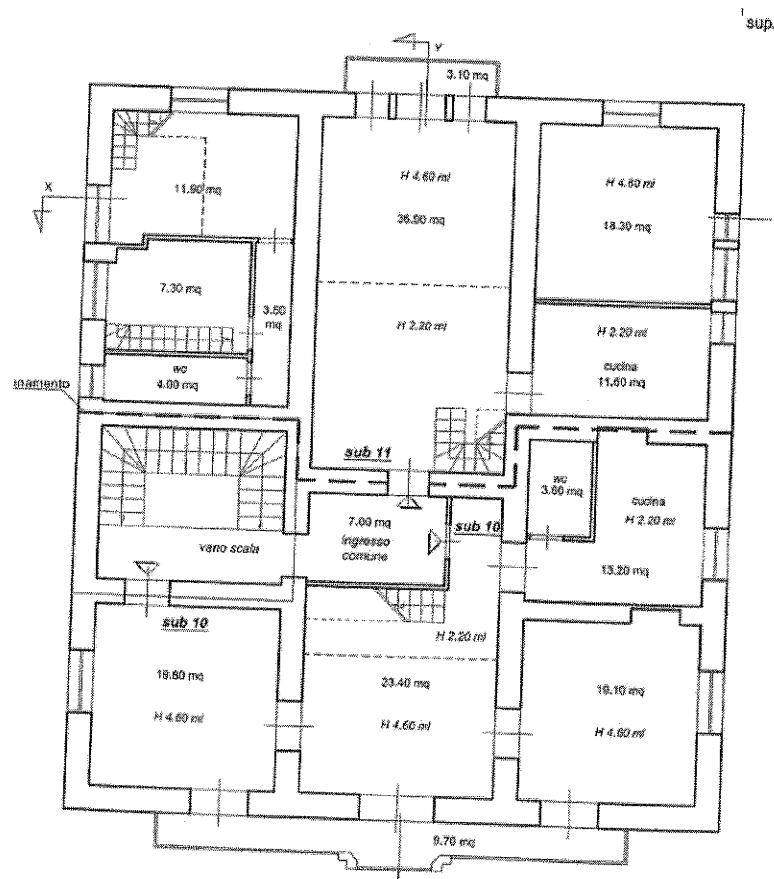 sup.
Y
3.10 mq
X
11.90 mq
H 4.60 ml
36.90 mq
H 4.60 ml
18.30 mq
7.30 mq
3.50
mq
H 2.20 ml
H 2.20 ml
cucina
11.60 mq
wc
4.00 mq
inamento
sub 11
wc
3.60 mq
cucina
H 2.20 ml
7.00 mq
ingresso
comune
sub 10
vano scala
13.20 mq
sub 10
H 2.20 ml
19.80 mq
23.40 mq
19.10 mq
H 4.60 ml
H 4.60 ml
H 4.60 ml
9.70 mq